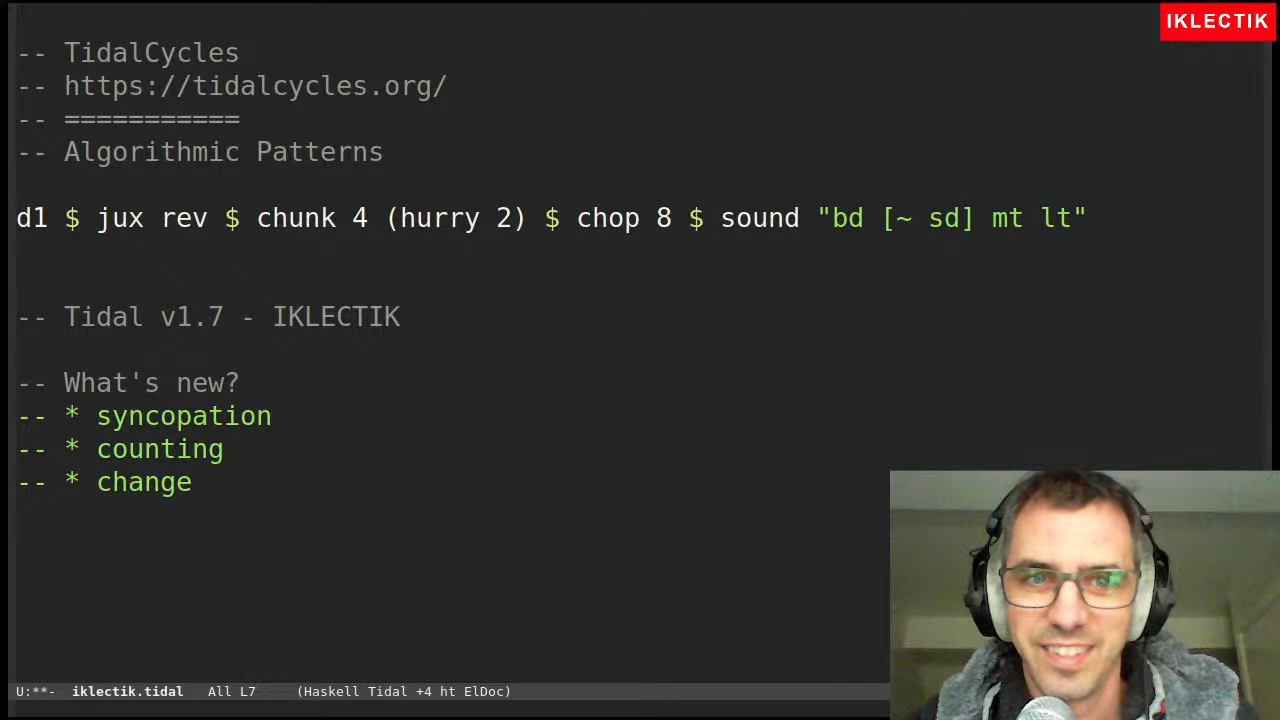 IKLECTIK
-- TidalCycles
-- https://tidalcycles.org/
-- ===========
-- Algorithmic Patterns
d1 $ jux rev $ chunk 4 (hurry 2) $ chop 8 $ sound "bd [~ sd] mt lt"
-- Tidal v1.7 - IKLECTIK
-- What's new?
-- * syncopation
-- * counting
-- * change
U:**-  iklectik.tidal   All L7     (Haskell Tidal +4 ht ElDoc)